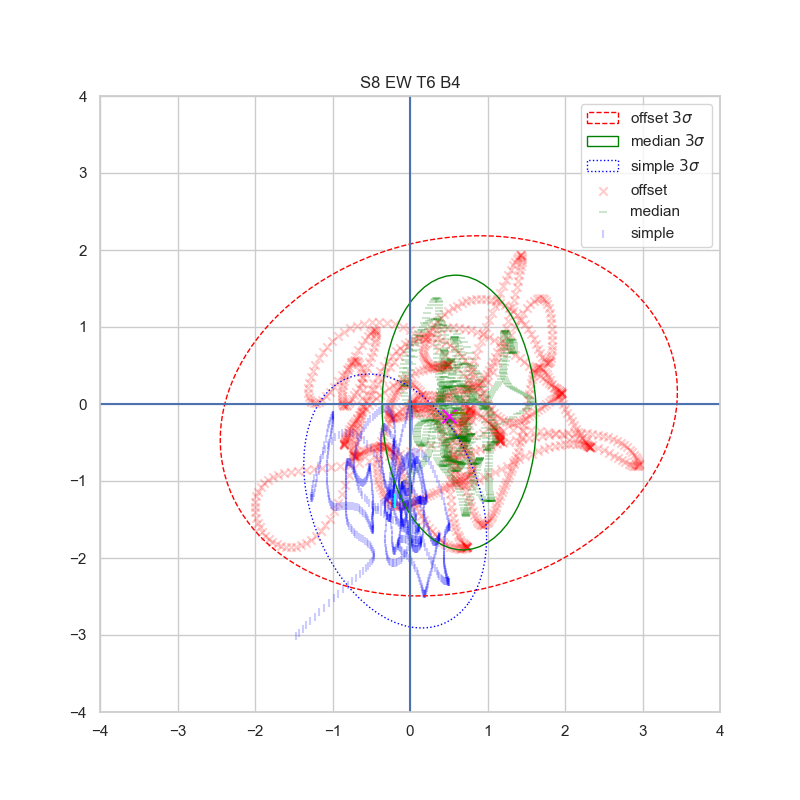 S8 EW T6 B4
offset 3σ
median 3σ
simple 3σ
offset
median
simple
4
3
2
1
0
−1
−2
−3
−4
−4 −3 −2 −1 0 1 2 3 4